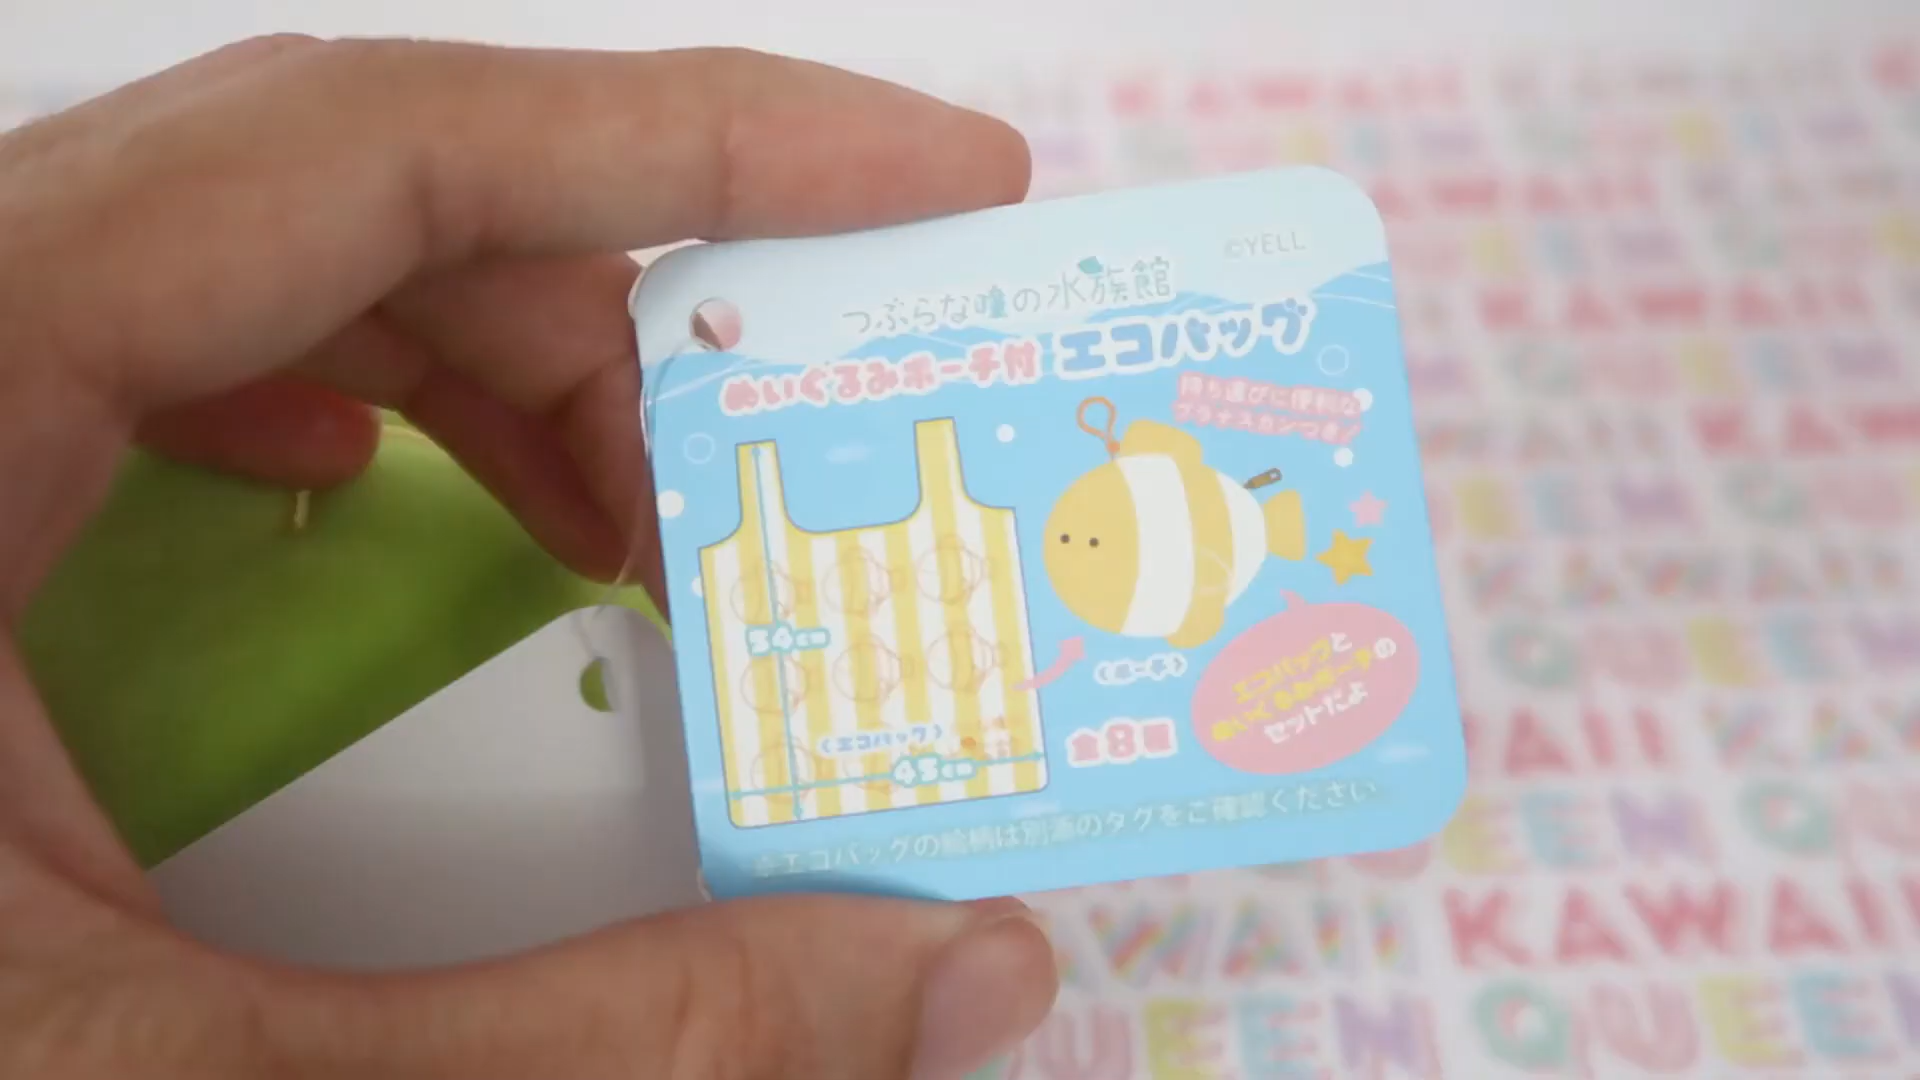 ©YELL
つぶらな瞳の水族館
ぬいぐるみポーチ付 エコバッグ
持ち運びに便利な
プラナスカンつき!
54cm
(エコバッグ)
43cm
(ポーチ)
全8種
エコバッグと
ぬいぐるみポーチの
セットだよ
※エコバッグの絵柄は別添のタグをご確認ください
KAWAII
QUEEN
KAWAII
QUEEN